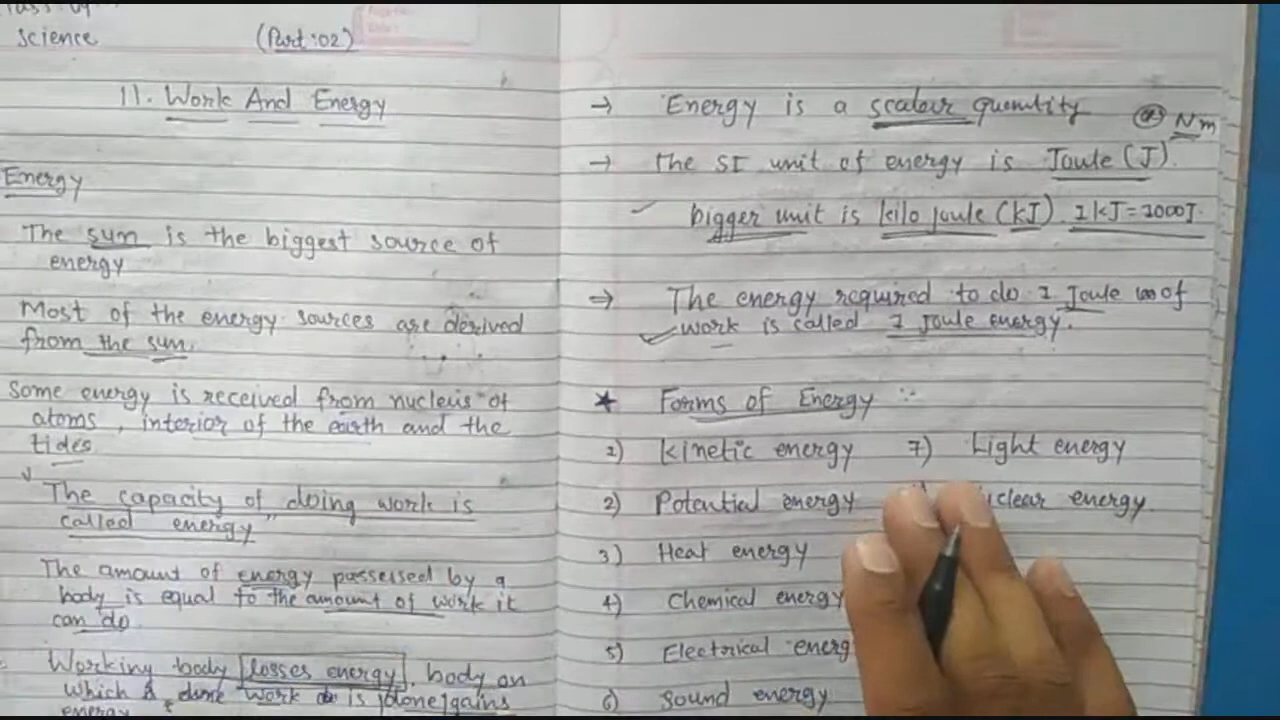 Science (Part:02)
11. Work And Energy
Energy
The sun is the biggest source of
energy
Most of the energy sources are derived
from the sun.
Some energy is received from nucleus of
atoms, interior of the earth and the
tides
The capacity of doing work is
called energy"
The amount of energy possessed by a
body is equal to the amount of work it
can do.
Working body losses energy, body on
which work is done gains
energy
→ Energy is a scalar quantity
Nm
→ The SI unit of energy is Joule (J).
bigger unit is kilo joule (kJ). 1 kJ = 1000J
⇒ The energy required to do 1 Joule of
work is called 1 Joule energy.
★ Forms of Energy :-
1) Kinetic energy 7) Light energy
2) Potential energy energy.
3) Heat energy
4) Chemical energy
5) Electrical
6) Sound energy